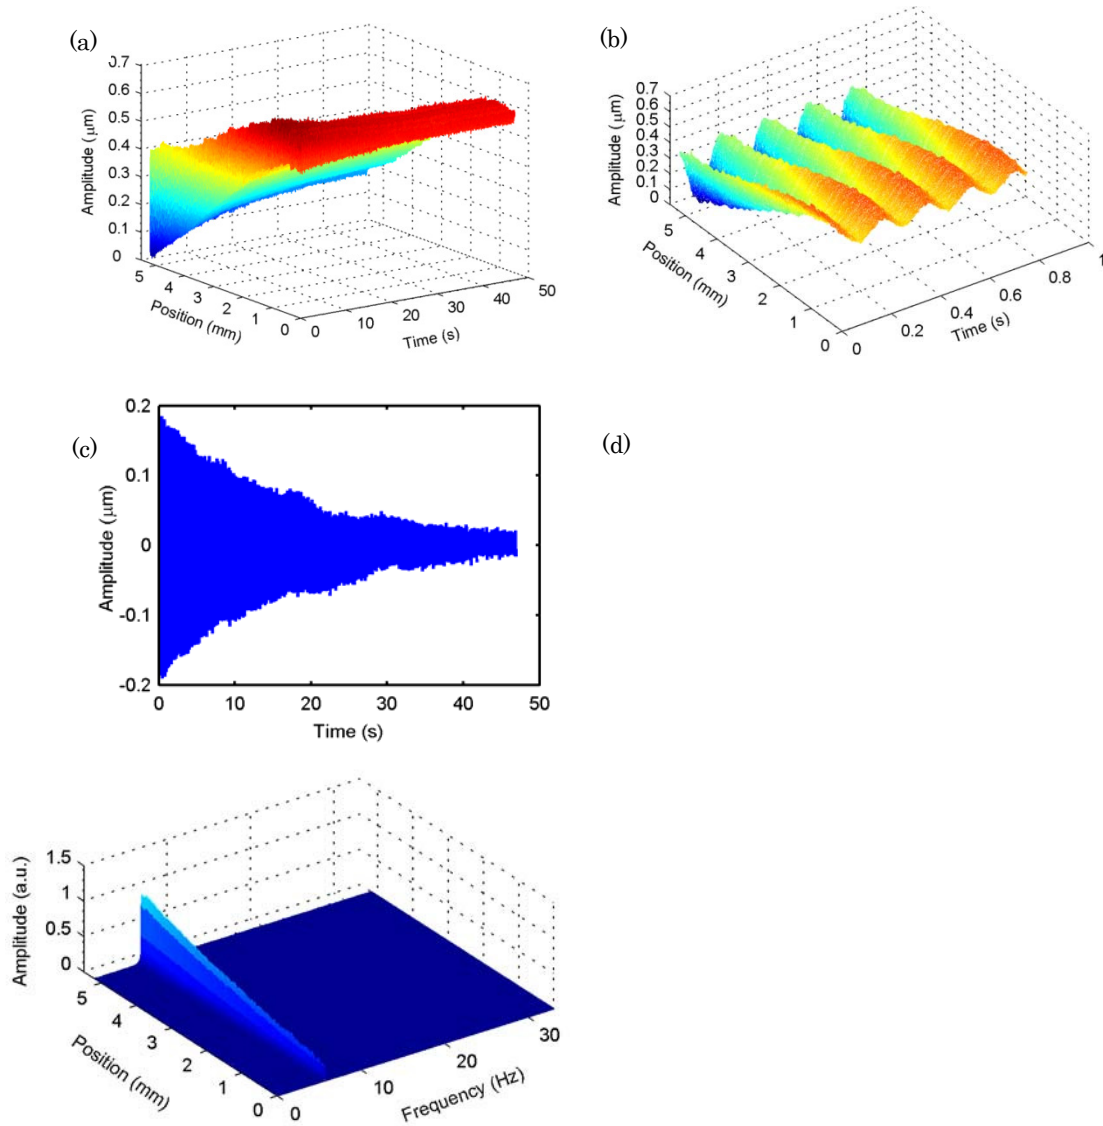 (a)
0.7
0.6
0.5
0.4
0.3
0.2
0.1
0
Amplitude (μm)
5 4 3 2 1 0
Position (mm)
0 10 20 30 40 50
Time (s)
(b)
0.7
0.6
0.5
0.4
0.3
0.2
0.1
0
Amplitude (μm)
5 4 3 2 1 0
Position (mm)
0 0.2 0.4 0.6 0.8 1
Time (s)
(c)
0.2
0.1
0
-0.1
-0.2
Amplitude (μm)
0 10 20 30 40 50
Time (s)
(d)
1.5
1
0.5
0
Amplitude (a.u.)
5 4 3 2 1 0
Position (mm)
0 10 20 30
Frequency (Hz)